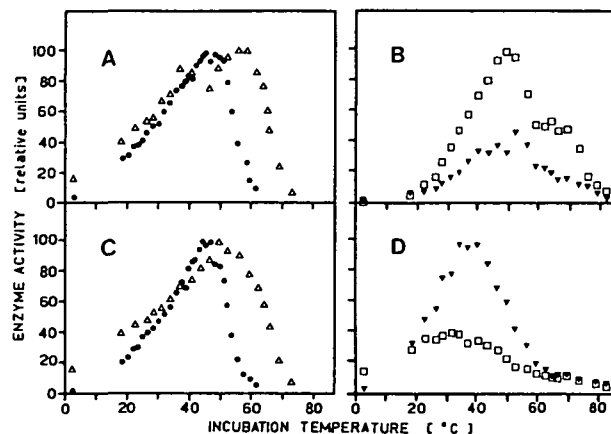 ENZYME ACTIVITY [relative units]
A
B
100
80
60
40
20
0
C
D
100
80
60
40
20
0
0 20 40 60 80 0 20 40 60 80
INCUBATION TEMPERATURE [°C]